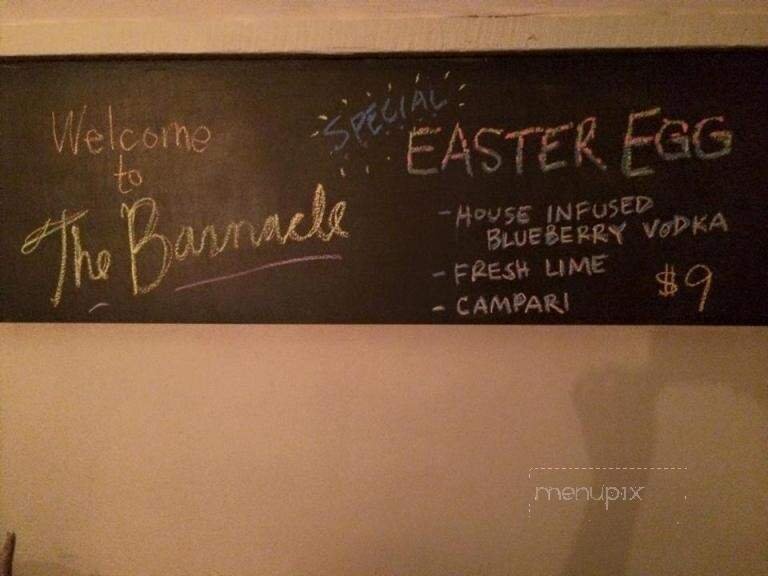 Welcome
to
The Barnacle
SPECIAL
EASTER EGG
- HOUSE INFUSED
BLUEBERRY VODKA
- FRESH LIME
- CAMPARI
$9
menupix